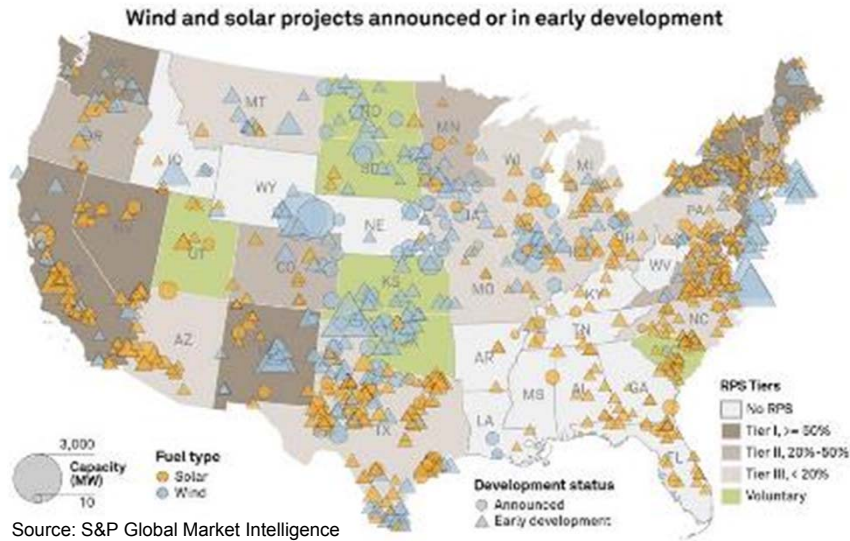 Wind and solar projects announced or in early development
MT
ND
MN
OR
ID
SD
WI
MI
WY
IA
PA
NE
NV
UT
CO
OH
WV
KS
MO
KY
AZ
NC
TN
AR
MS
AL
GA
LA
TX
FL
RPS Tiers
No RPS
Tier I, >= 50%
Tier II, 20%-50%
Tier III, < 20%
Voluntary
3,000
Capacity
(MW)
10
Fuel type
Solar
Wind
Development status
Announced
Early development
Source: S&P Global Market Intelligence